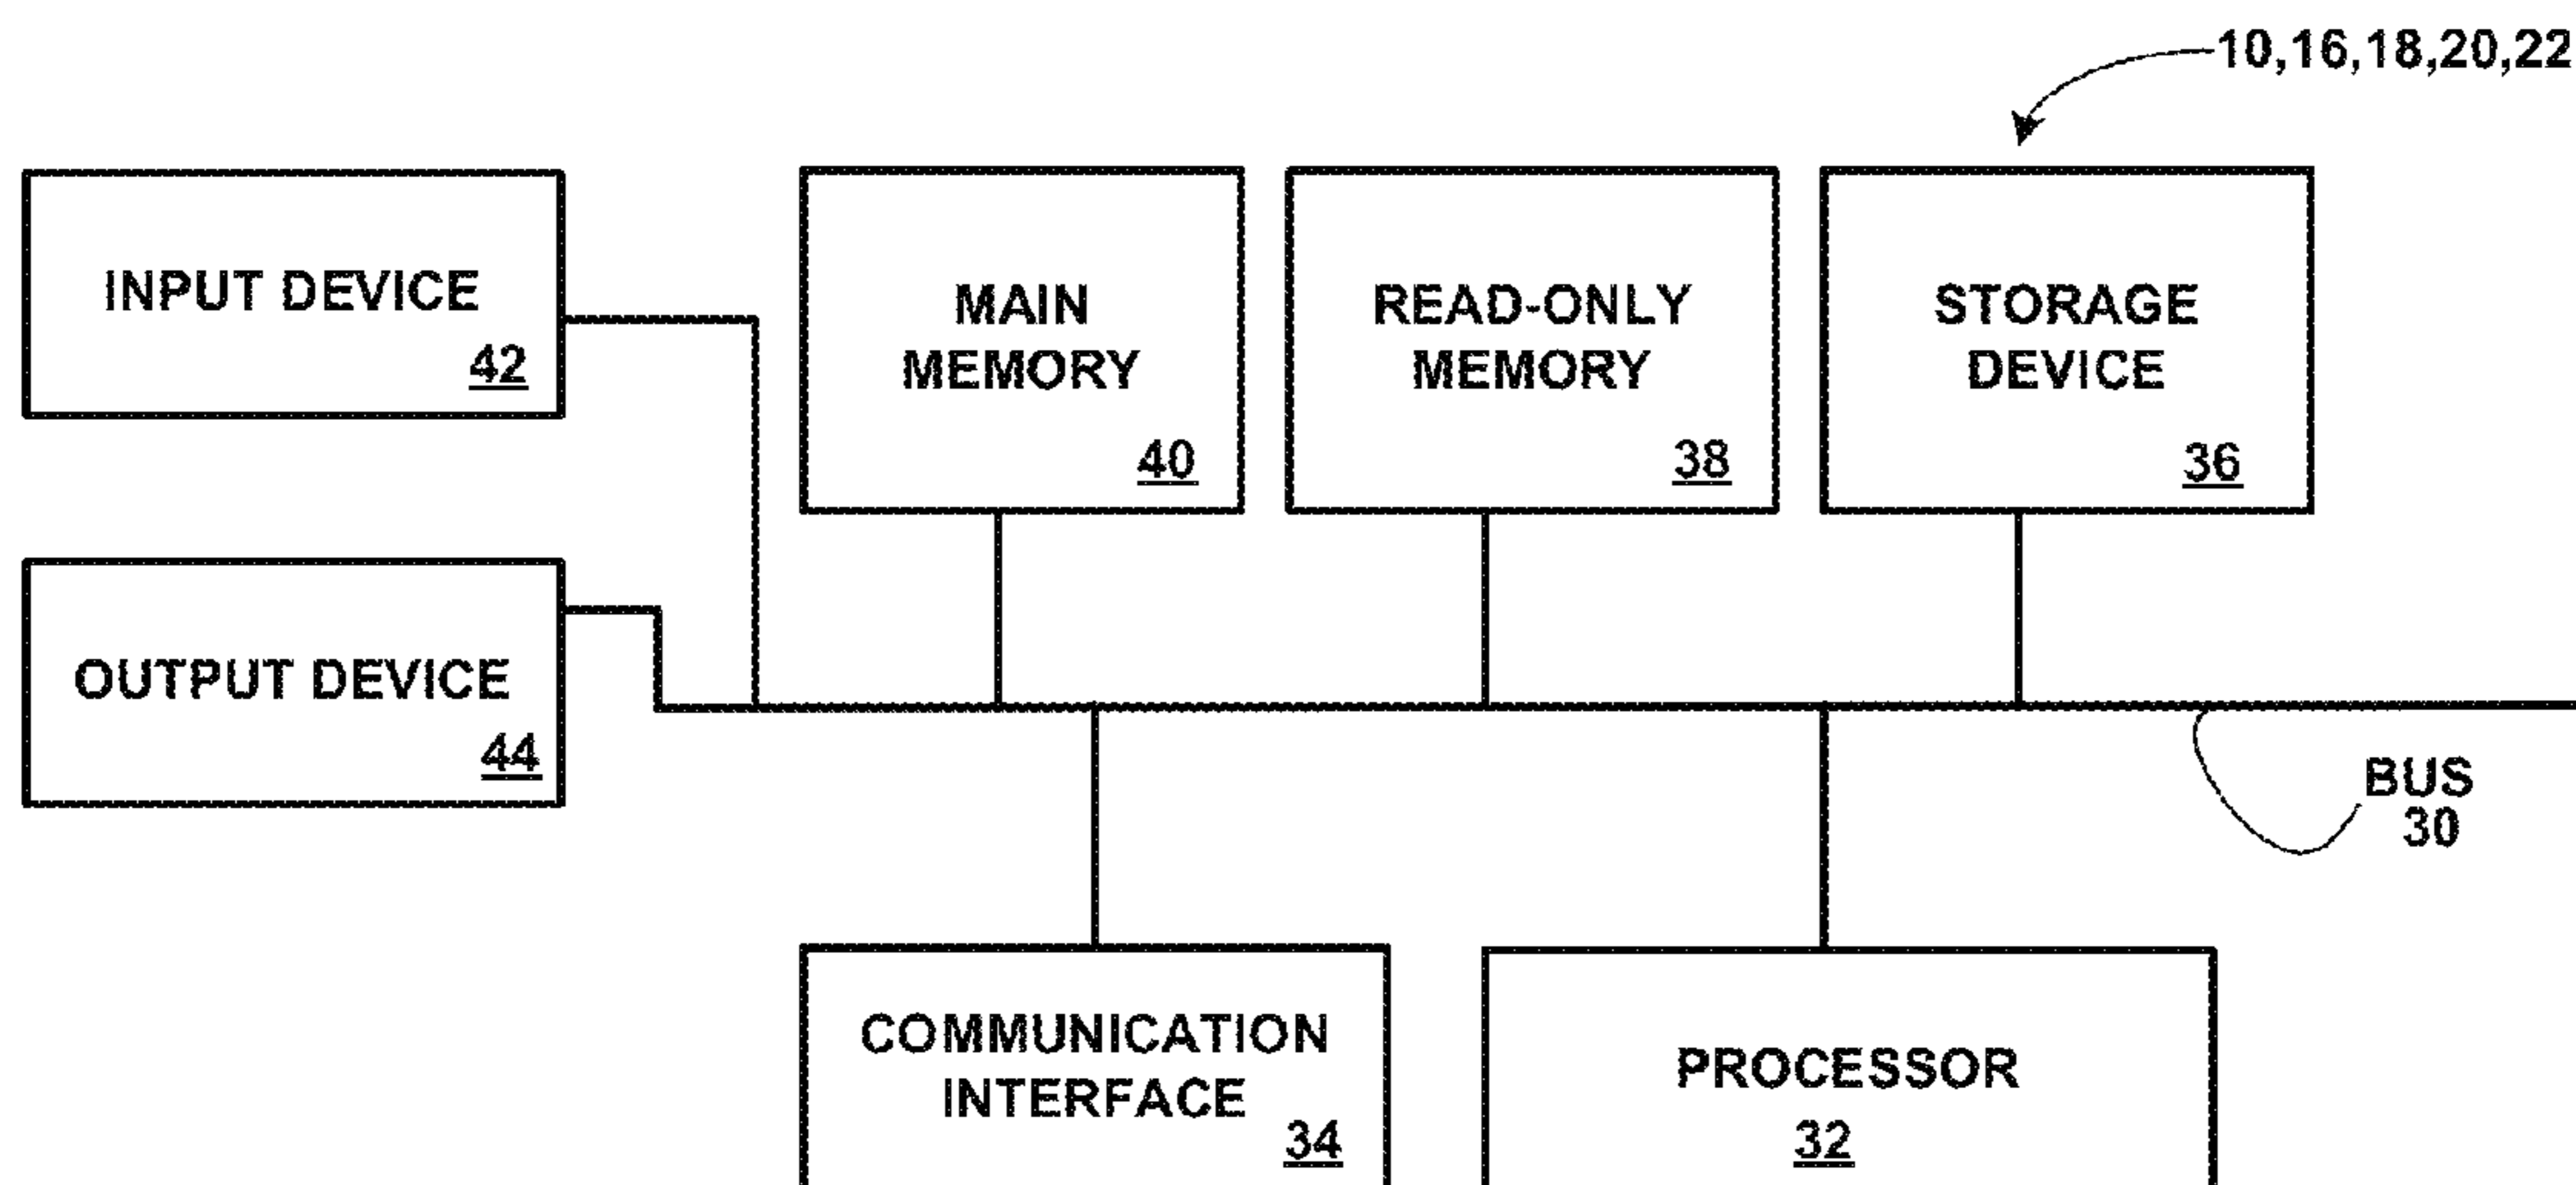 10,16,18,20,22
INPUT DEVICE
42
MAIN
MEMORY
40
READ-ONLY
MEMORY
38
STORAGE
DEVICE
36
OUTPUT DEVICE
44
BUS
30
COMMUNICATION
INTERFACE
34
PROCESSOR
32